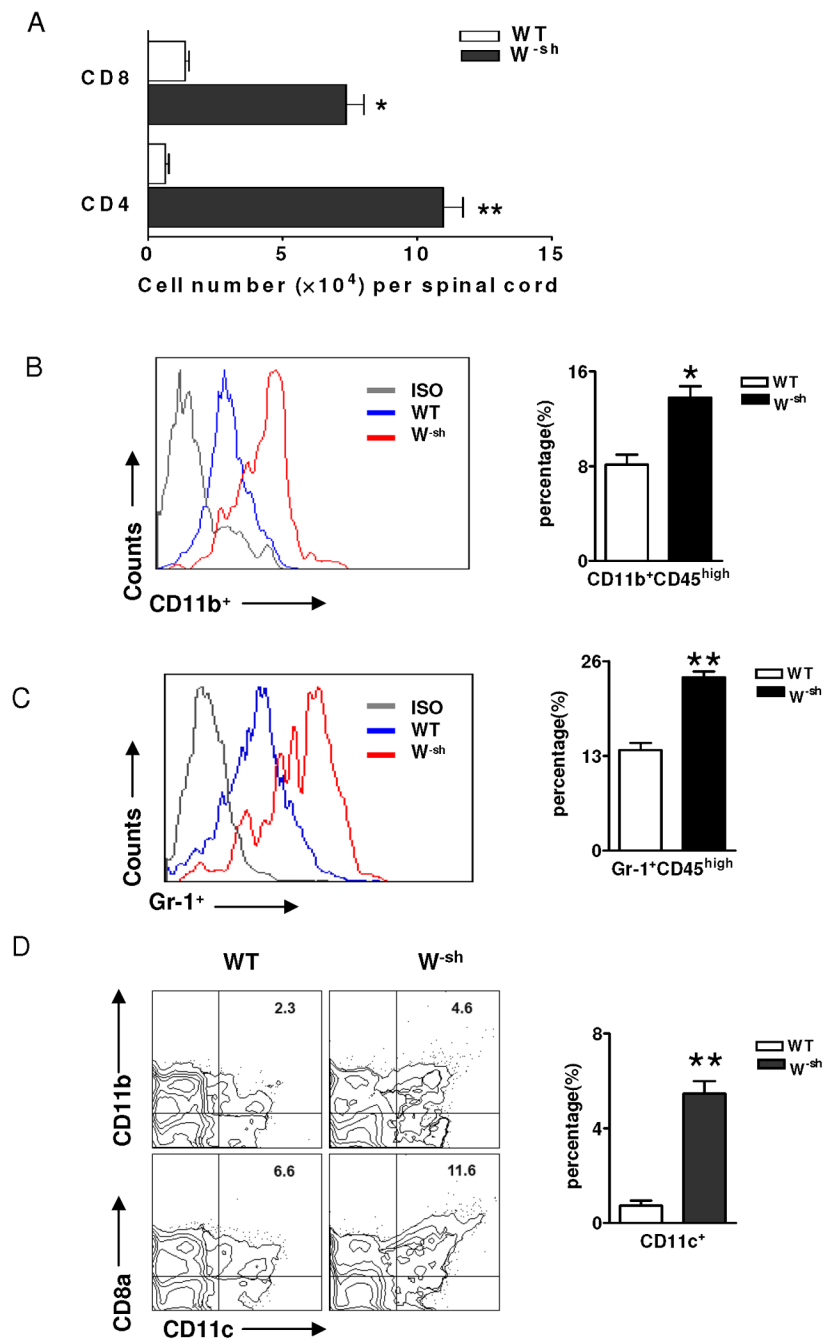 A
WT
W-sh
CD8
*
CD4
**
0 5 10 15
Cell number (×10⁴) per spinal cord
B
ISO
WT
W-sh
Counts
CD11b+
16
8
0
percentage(%)
*
WT
W-sh
CD11b+CD45high
C
ISO
WT
W-sh
Counts
Gr-1+
26
13
0
percentage(%)
**
WT
W-sh
Gr-1+CD45high
D
WT W-sh
2.3 4.6
CD11b
6.6 11.6
CD8a
CD11c
8
4
0
percentage(%)
**
WT
W-sh
CD11c+